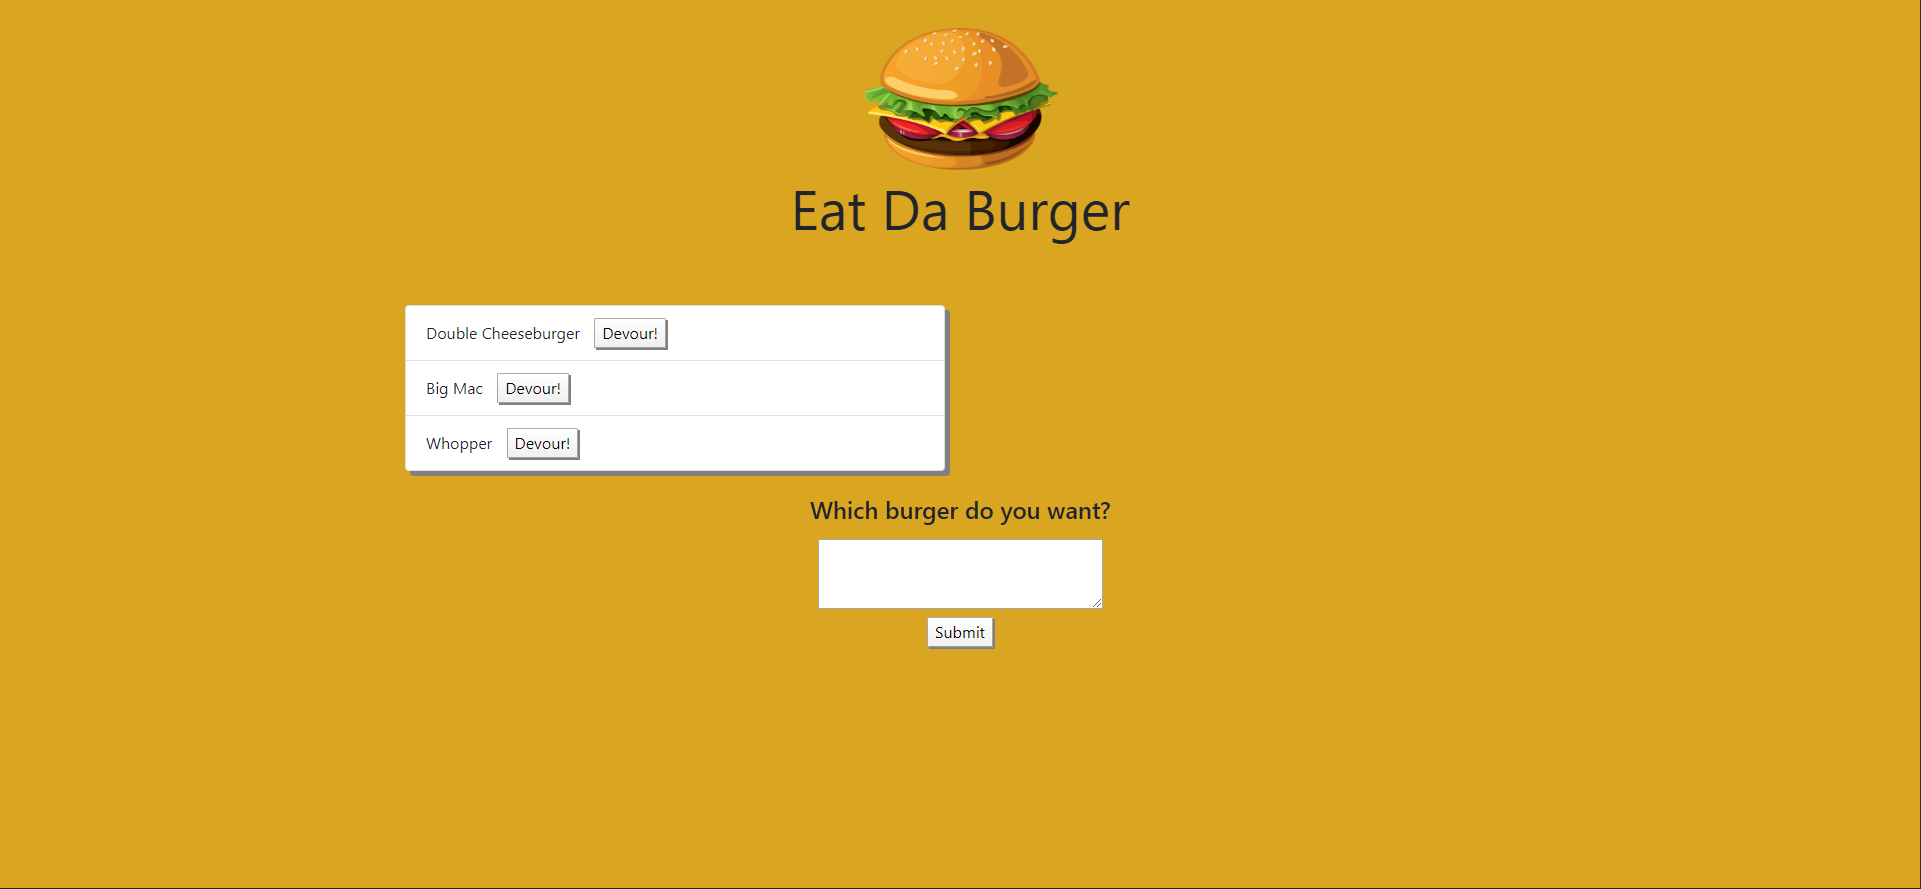 Eat Da Burger
Double Cheeseburger Devour!
Big Mac Devour!
Whopper Devour!
Which burger do you want?
Submit